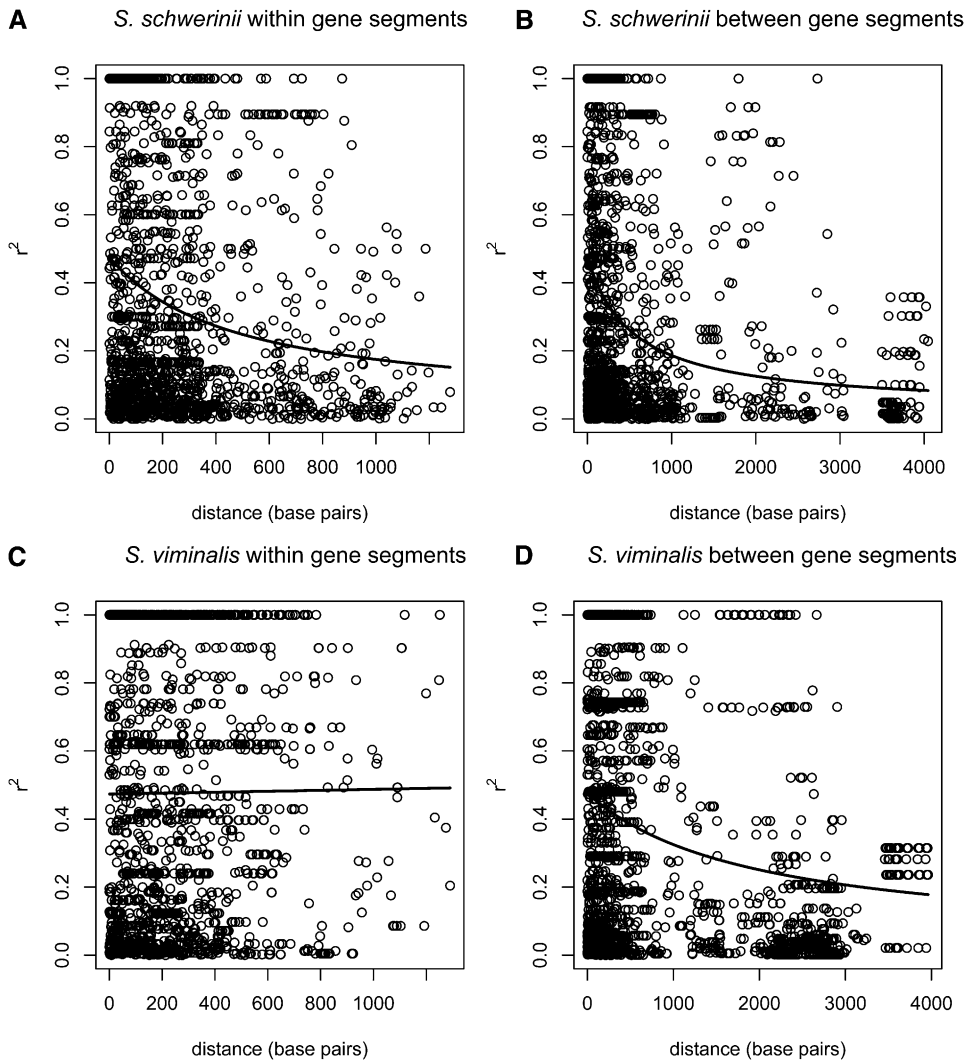 A
S. schwerinii within gene segments
r2
1.0
0.8
0.6
0.4
0.2
0.0
0 200 400 600 800 1000
distance (base pairs)
B
S. schwerinii between gene segments
r2
1.0
0.8
0.6
0.4
0.2
0.0
0 1000 2000 3000 4000
distance (base pairs)
C
S. viminalis within gene segments
r2
1.0
0.8
0.6
0.4
0.2
0.0
0 200 400 600 800 1000
distance (base pairs)
D
S. viminalis between gene segments
r2
1.0
0.8
0.6
0.4
0.2
0.0
0 1000 2000 3000 4000
distance (base pairs)